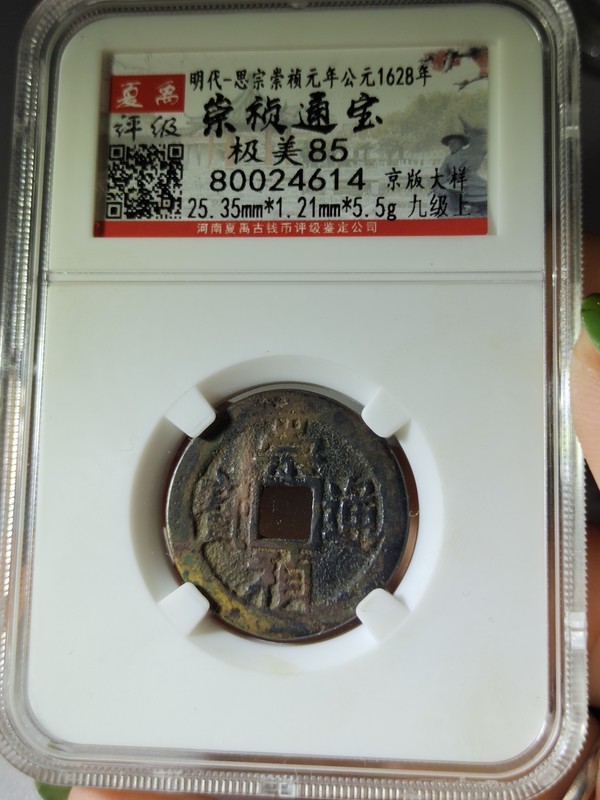 明代-思宗崇祯元年公元1628年
夏禹
评级
崇祯通宝
极美85
80024614 京版大样
25.35mm*1.21mm*5.5g 九级上
河南夏禹古钱币评级鉴定公司
崇
寳 通
禎